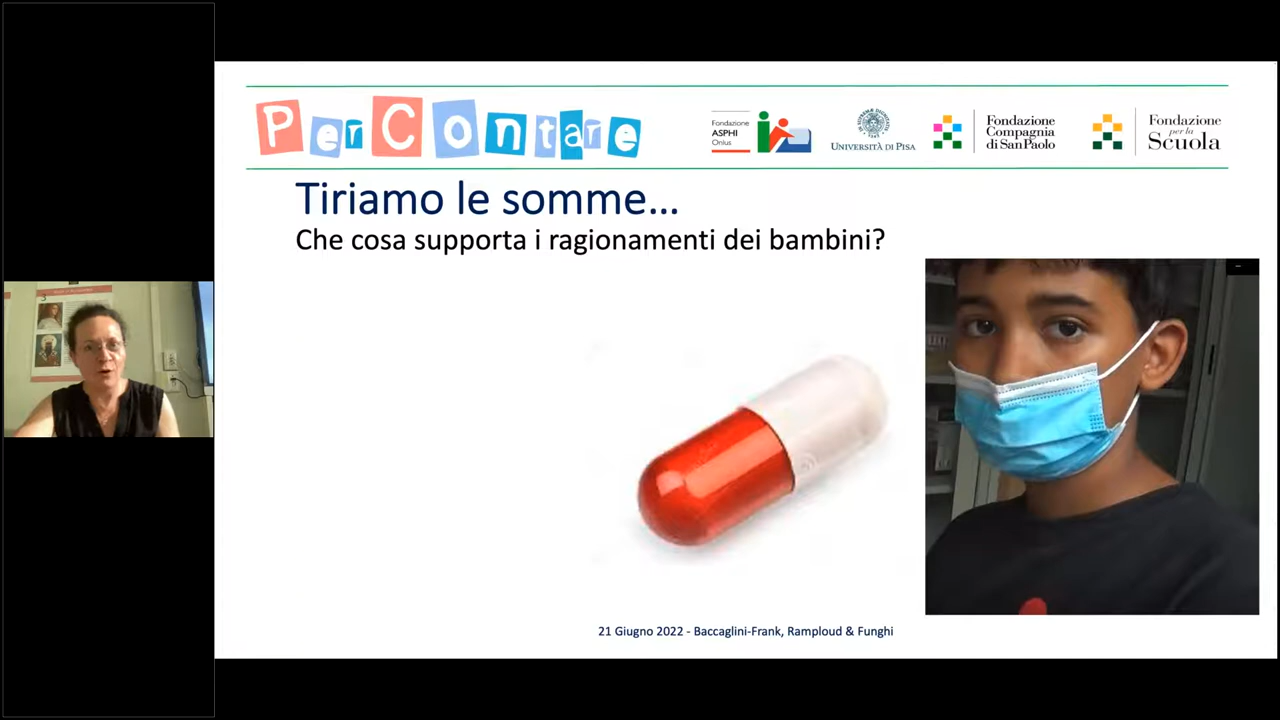 PerContare
Fondazione
ASPHI
Onlus
UNIVERSITÀ DI PISA
Fondazione
Compagnia
di San Paolo
Fondazione
per la
Scuola
Tiriamo le somme...
Che cosa supporta i ragionamenti dei bambini?
21 Giugno 2022 - Baccaglini-Frank, Ramploud & Funghi